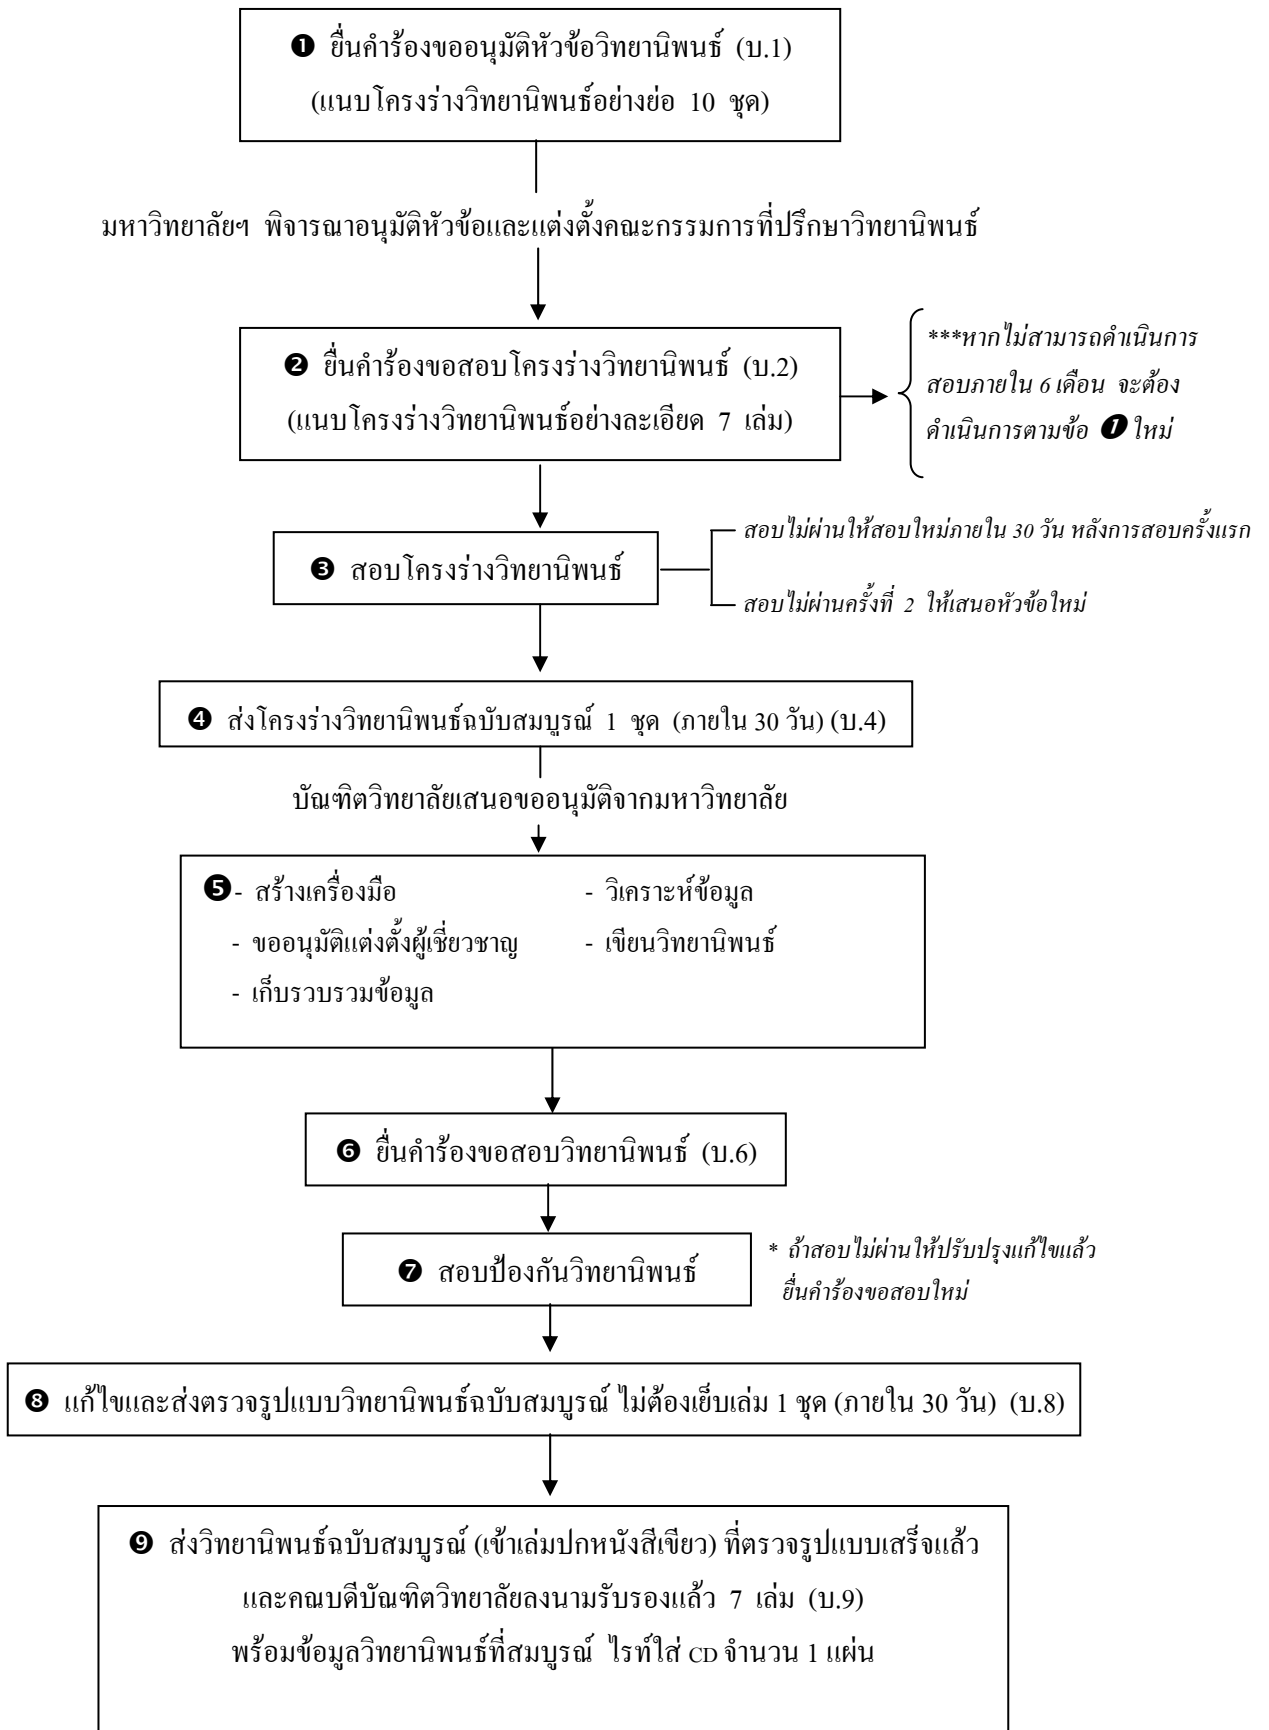 ❶ ยื่นคำร้องขออนุมัติหัวข้อวิทยานิพนธ์ (บ.1)
(แนบโครงร่างวิทยานิพนธ์อย่างย่อ 10 ชุด)
มหาวิทยาลัยฯ พิจารณาอนุมัติหัวข้อและแต่งตั้งคณะกรรมการที่ปรึกษาวิทยานิพนธ์
❷ ยื่นคำร้องขอสอบโครงร่างวิทยานิพนธ์ (บ.2)
(แนบโครงร่างวิทยานิพนธ์อย่างละเอียด 7 เล่ม)
***หากไม่สามารถดำเนินการ
สอบภายใน 6 เดือน จะต้อง
ดำเนินการตามข้อ ❶ ใหม่
❸ สอบโครงร่างวิทยานิพนธ์
สอบไม่ผ่านให้สอบใหม่ภายใน 30 วัน หลังการสอบครั้งแรก
สอบไม่ผ่านครั้งที่ 2 ให้เสนอหัวข้อใหม่
❹ ส่งโครงร่างวิทยานิพนธ์ฉบับสมบูรณ์ 1 ชุด (ภายใน 30 วัน) (บ.4)
บัณฑิตวิทยาลัยเสนอขออนุมัติจากมหาวิทยาลัย
❺- สร้างเครื่องมือ - วิเคราะห์ข้อมูล
- ขออนุมัติแต่งตั้งผู้เชี่ยวชาญ - เขียนวิทยานิพนธ์
- เก็บรวบรวมข้อมูล
❻ ยื่นคำร้องขอสอบวิทยานิพนธ์ (บ.6)
❼ สอบป้องกันวิทยานิพนธ์
* ถ้าสอบไม่ผ่านให้ปรับปรุงแก้ไขแล้ว
ยื่นคำร้องขอสอบใหม่
❽ แก้ไขและส่งตรวจรูปแบบวิทยานิพนธ์ฉบับสมบูรณ์ ไม่ต้องเย็บเล่ม 1 ชุด (ภายใน 30 วัน) (บ.8)
❾ ส่งวิทยานิพนธ์ฉบับสมบูรณ์ (เข้าเล่มปกหนังสีเขียว) ที่ตรวจรูปแบบเสร็จแล้ว
และคณบดีบัณฑิตวิทยาลัยลงนามรับรองแล้ว 7 เล่ม (บ.9)
พร้อมข้อมูลวิทยานิพนธ์ที่สมบูรณ์ ไรท์ใส่ CD จำนวน 1 แผ่น